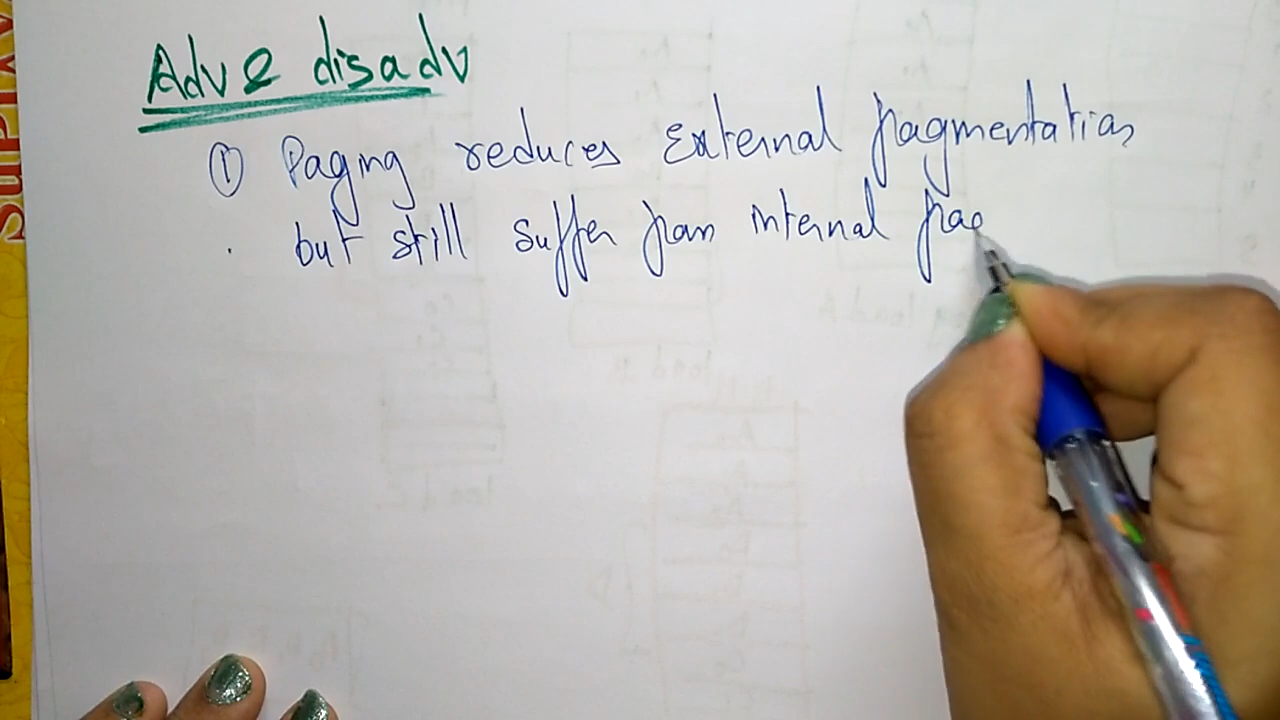 Adv & disadv
① Paging reduces External fragmentation
but still suffer from internal frag